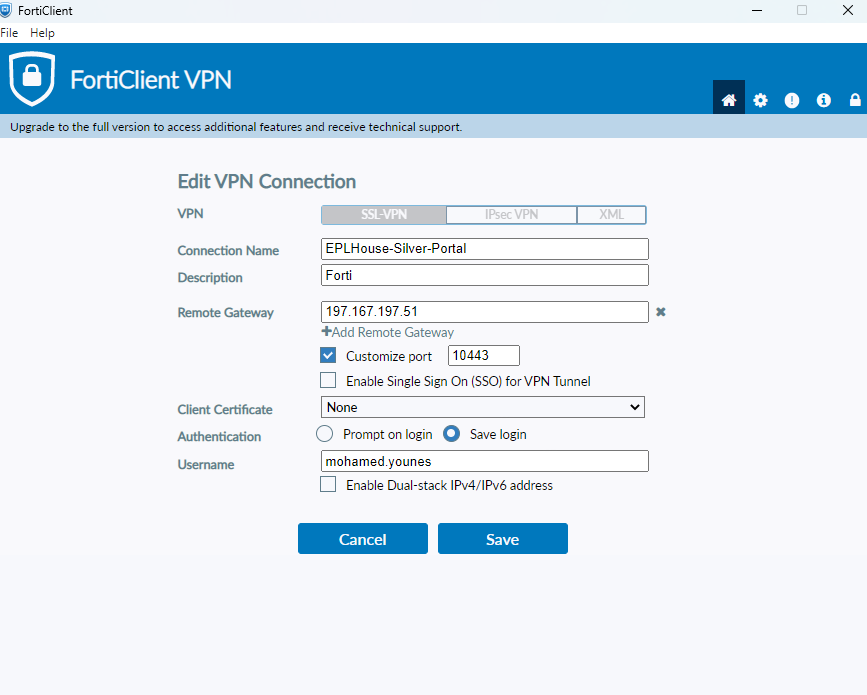 FortiClient
File Help
FortiClient VPN
Upgrade to the full version to access additional features and receive technical support.
Edit VPN Connection
VPN SSL-VPN IPsec VPN XML
Connection Name EPLHouse-Silver-Portal
Description Forti
Remote Gateway 197.167.197.51
+Add Remote Gateway
Customize port 10443
Enable Single Sign On (SSO) for VPN Tunnel
Client Certificate None
Authentication Prompt on login Save login
Username mohamed.younes
Enable Dual-stack IPv4/IPv6 address
Cancel Save